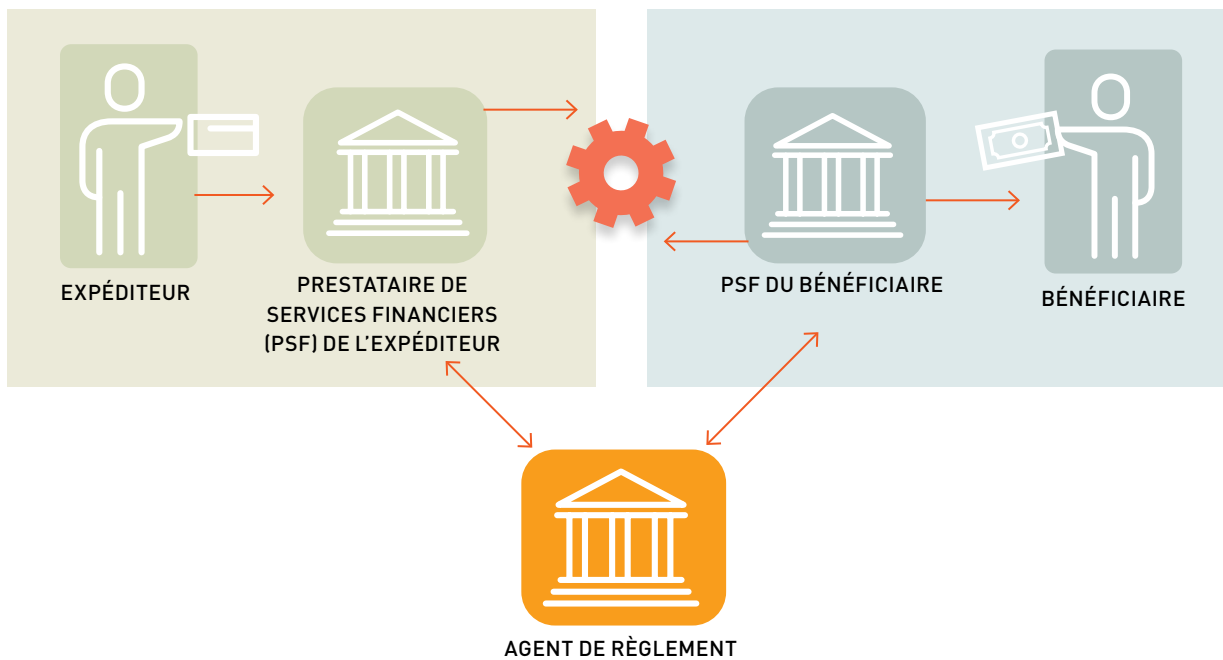 EXPÉDITEUR
PRESTATAIRE DE
SERVICES FINANCIERS
(PSF) DE L'EXPÉDITEUR
PSF DU BÉNÉFICIAIRE
BÉNÉFICIAIRE
AGENT DE RÈGLEMENT